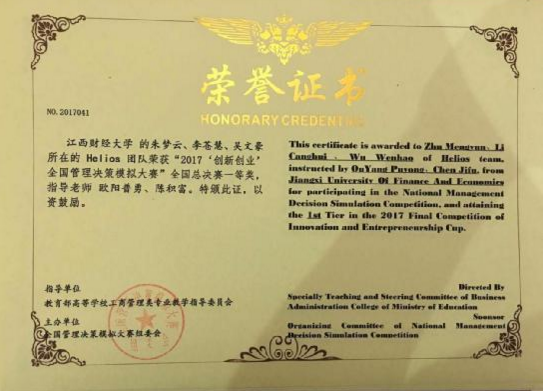 荣誉证书
HONORARY CREDENTIAL
NO. 2017041
江西财经大学 的朱梦云、李苍慧、吴文豪
所在的 Helios 团队荣获“2017‘创新创业’
全国管理决策模拟大赛”全国总决赛一等奖，
指导老师 欧阳普勇、陈积富。特颁此证，以
资鼓励。
指导单位
教育部高等学校工商管理类专业教学指导委员会
主办单位
全国管理决策模拟大赛组委会
This certificate is awarded to Zhu Mengyun、Li
Canghui 、 Wu Wenhao of Helios team,
instructed by OuYang Puyong、Chen Jifu, from
Jiangxi University Of Finance And Economics
for participating in the National Management
Decision Simulation Competition, and attaining
the 1st Tier in the 2017 Final Competition of
Innovation and Entrepreneurship Cup.
Directed By
Specially Teaching and Steering Committee of Business
Administration College of Ministry of Education
Sponsor
Organizing Committee of National Management
Decision Simulation Competition